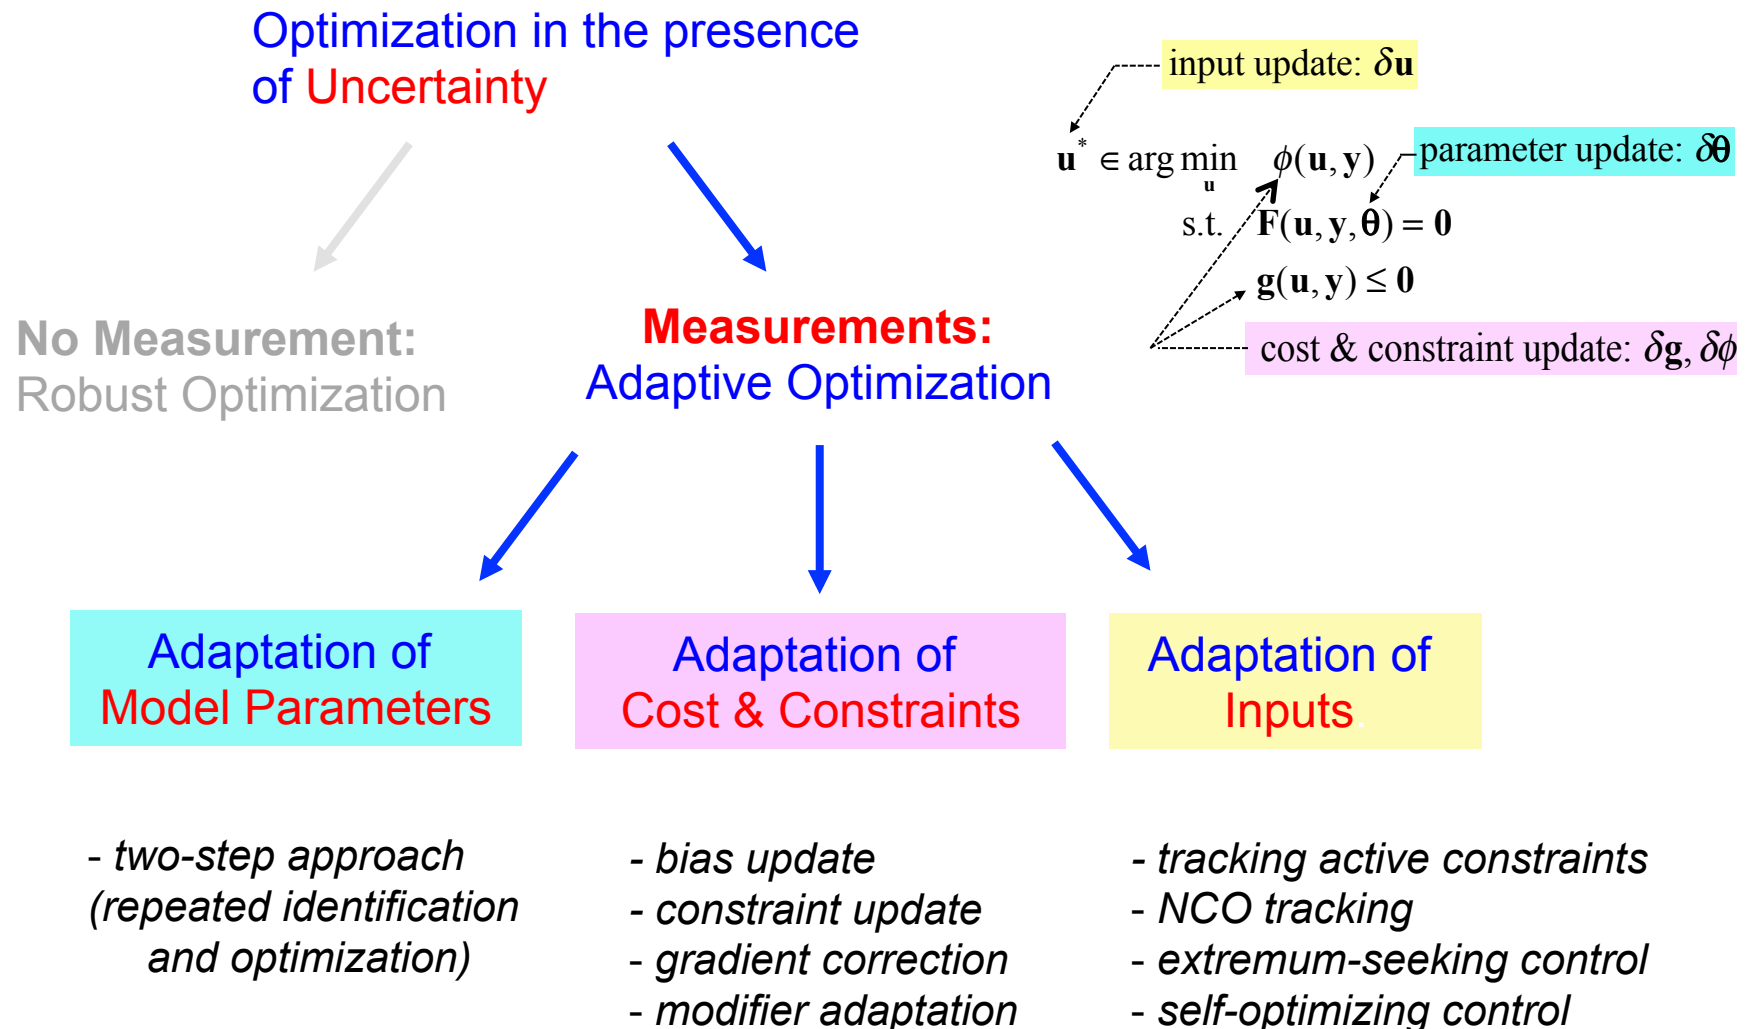 Optimization in the presence
of Uncertainty
input update: δu
u* ∈ arg min ϕ(u, y)
u
parameter update: δθ
s.t. F(u, y, θ) = 0
g(u, y) ≤ 0
cost & constraint update: δg, δϕ
No Measurement:
Robust Optimization
Measurements:
Adaptive Optimization
Adaptation of
Model Parameters
Adaptation of
Cost & Constraints
Adaptation of
Inputs.
- two-step approach
(repeated identification
and optimization)
- bias update
- constraint update
- gradient correction
- modifier adaptation
- tracking active constraints
- NCO tracking
- extremum-seeking control
- self-optimizing control